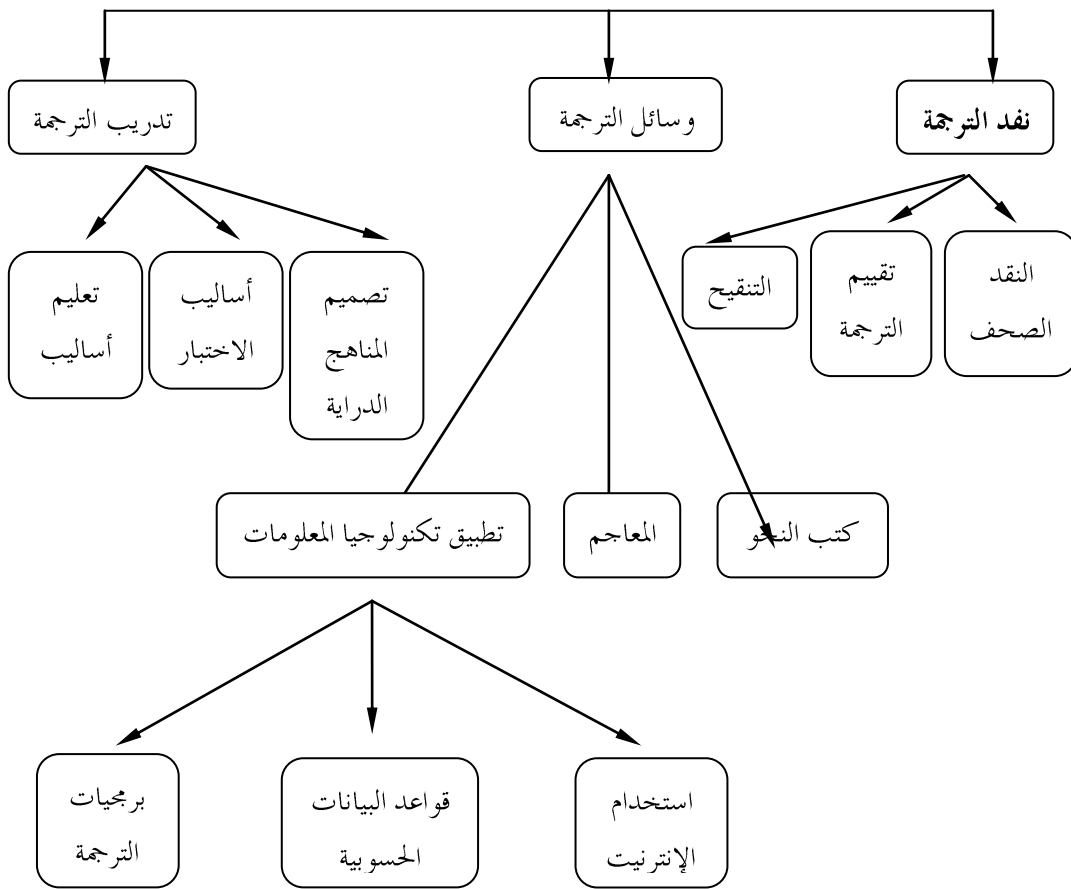 نفد الترجمة
وسائل الترجمة
تدريب الترجمة
النقد
الصحف
تقييم
الترجمة
التنقيح
تصميم
المناهج
الدراية
أساليب
الاختبار
تعليم
أساليب
كتب النحو
المعاجم
تطبيق تكنولوجيا المعلومات
استخدام
الإنترنيت
قواعد البيانات
الحسوبية
برمجيات
الترجمة